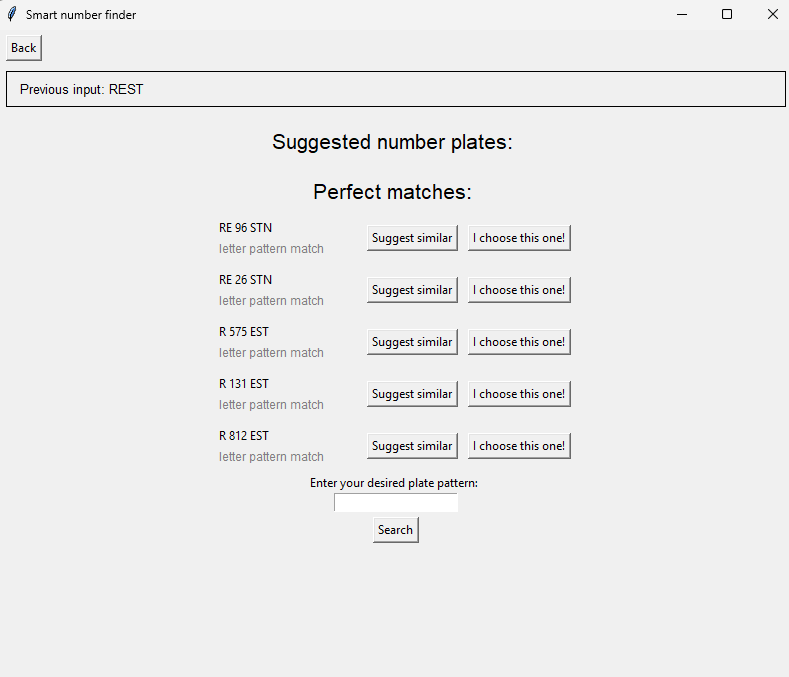 Smart number finder
Back
Previous input: REST
Suggested number plates:
Perfect matches:
RE 96 STN
letter pattern match
Suggest similar
I choose this one!
RE 26 STN
letter pattern match
Suggest similar
I choose this one!
R 575 EST
letter pattern match
Suggest similar
I choose this one!
R 131 EST
letter pattern match
Suggest similar
I choose this one!
R 812 EST
letter pattern match
Suggest similar
I choose this one!
Enter your desired plate pattern:
Search